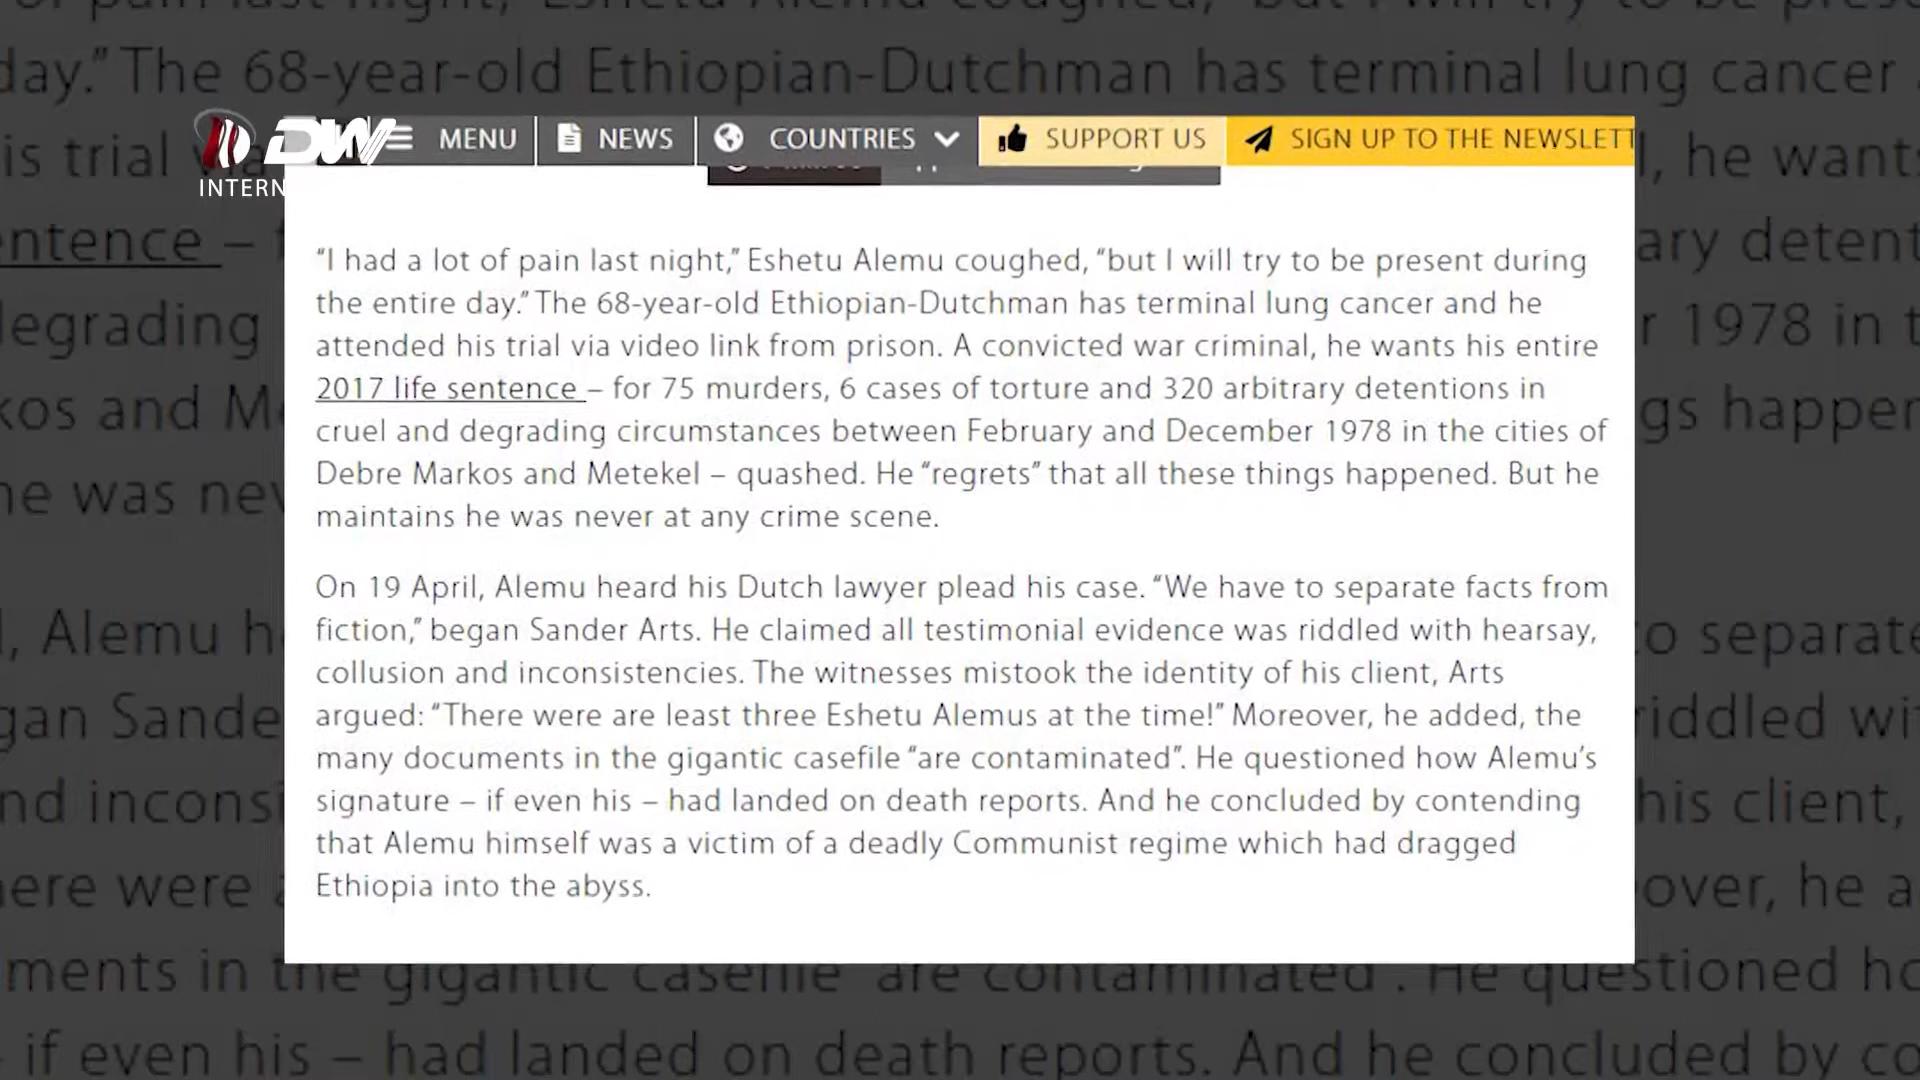 DW
INTERN
MENU
NEWS
COUNTRIES
SUPPORT US
SIGN UP TO THE NEWSLETT
“I had a lot of pain last night,” Eshetu Alemu coughed, “but I will try to be present during
the entire day.” The 68-year-old Ethiopian-Dutchman has terminal lung cancer and he
attended his trial via video link from prison. A convicted war criminal, he wants his entire
2017 life sentence – for 75 murders, 6 cases of torture and 320 arbitrary detentions in
cruel and degrading circumstances between February and December 1978 in the cities of
Debre Markos and Metekel – quashed. He “regrets” that all these things happened. But he
maintains he was never at any crime scene.
On 19 April, Alemu heard his Dutch lawyer plead his case. “We have to separate facts from
fiction,” began Sander Arts. He claimed all testimonial evidence was riddled with hearsay,
collusion and inconsistencies. The witnesses mistook the identity of his client, Arts
argued: “There were are least three Eshetu Alemus at the time!” Moreover, he added, the
many documents in the gigantic casefile “are contaminated”. He questioned how Alemu’s
signature – if even his – had landed on death reports. And he concluded by contending
that Alemu himself was a victim of a deadly Communist regime which had dragged
Ethiopia into the abyss.